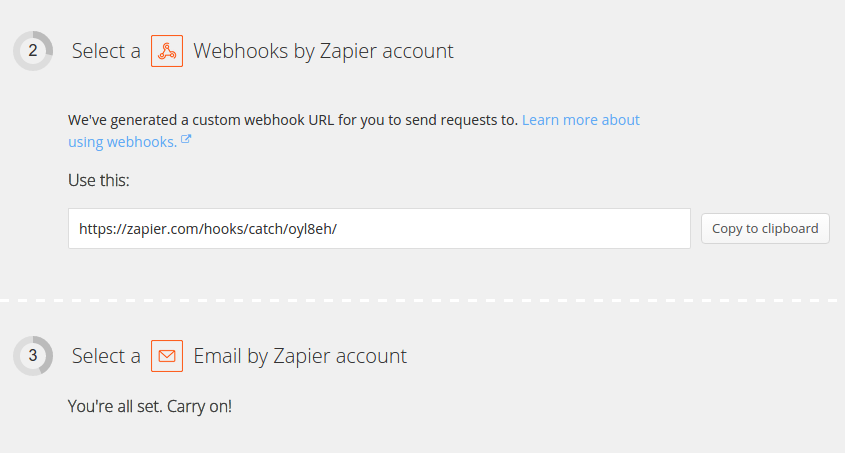 2 Select a Webhooks by Zapier account
We've generated a custom webhook URL for you to send requests to. Learn more about
using webhooks.
Use this:
https://zapier.com/hooks/catch/oyl8eh/ Copy to clipboard
3 Select a Email by Zapier account
You're all set. Carry on!